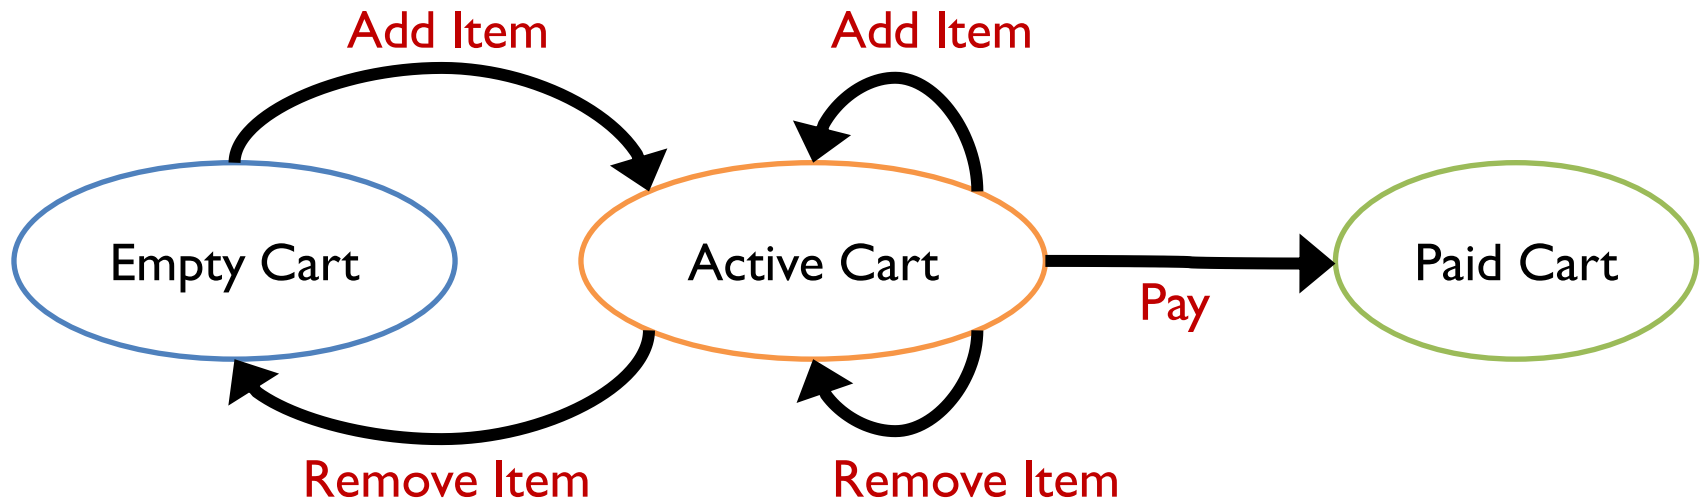 Add Item
Add Item
Empty Cart
Active Cart
Paid Cart
Pay
Remove Item
Remove Item